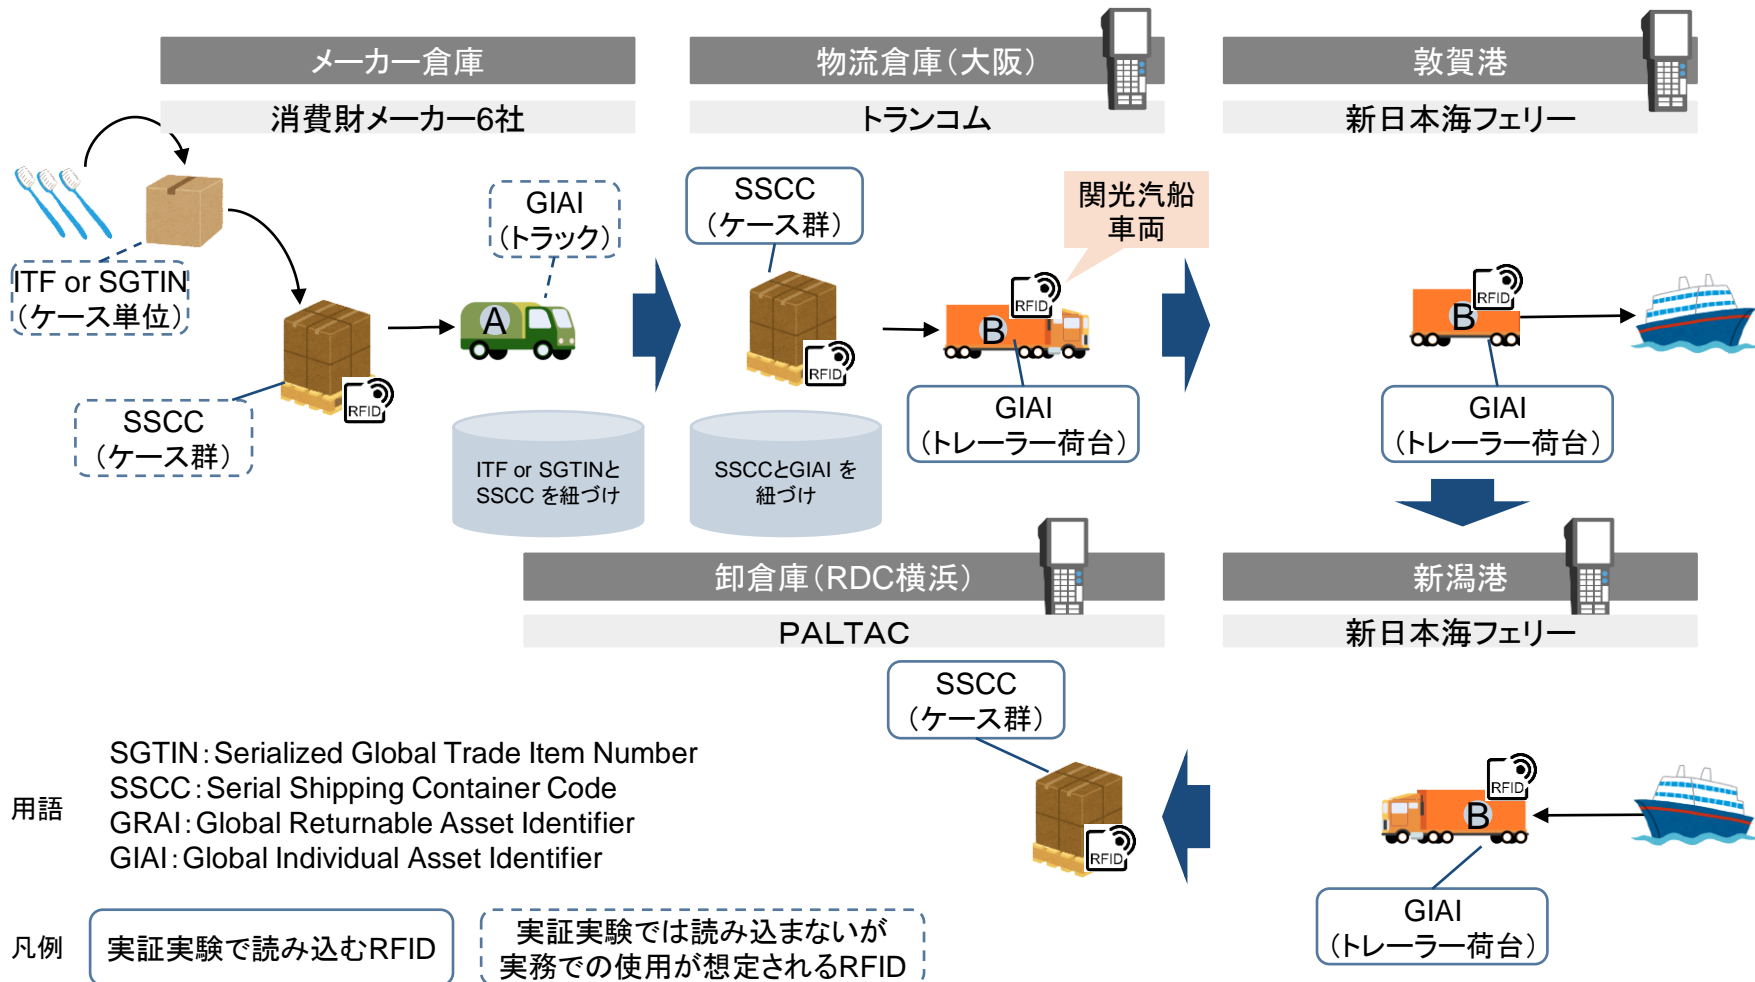 メーカー倉庫
消費財メーカー6社
物流倉庫（大阪）
トランコム
敦賀港
新日本海フェリー
ITF or SGTIN
（ケース単位）
SSCC
（ケース群）
RFID
GIAI
（トラック）
A
ITF or SGTINと
SSCC を紐づけ
SSCC
（ケース群）
RFID
関光汽船
車両
RFID
B
GIAI
（トレーラー荷台）
SSCCとGIAI を
紐づけ
RFID
B
GIAI
（トレーラー荷台）
卸倉庫（RDC横浜）
PALTAC
新潟港
新日本海フェリー
SSCC
（ケース群）
RFID
RFID
B
GIAI
（トレーラー荷台）
用語
SGTIN：Serialized Global Trade Item Number
SSCC：Serial Shipping Container Code
GRAI：Global Returnable Asset Identifier
GIAI：Global Individual Asset Identifier
凡例
実証実験で読み込むRFID
実証実験では読み込まないが
実務での使用が想定されるRFID